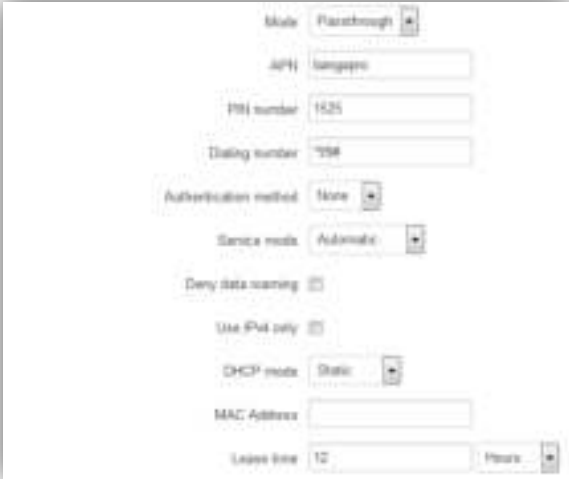 Mode Passthrough
APN bangapro
PIN number 1525
Dialing number *99#
Authentication method None
Service mode Automatic
Deny data roaming
Use IPv4 only
DHCP mode Static
MAC Address
Lease time 12 Hours